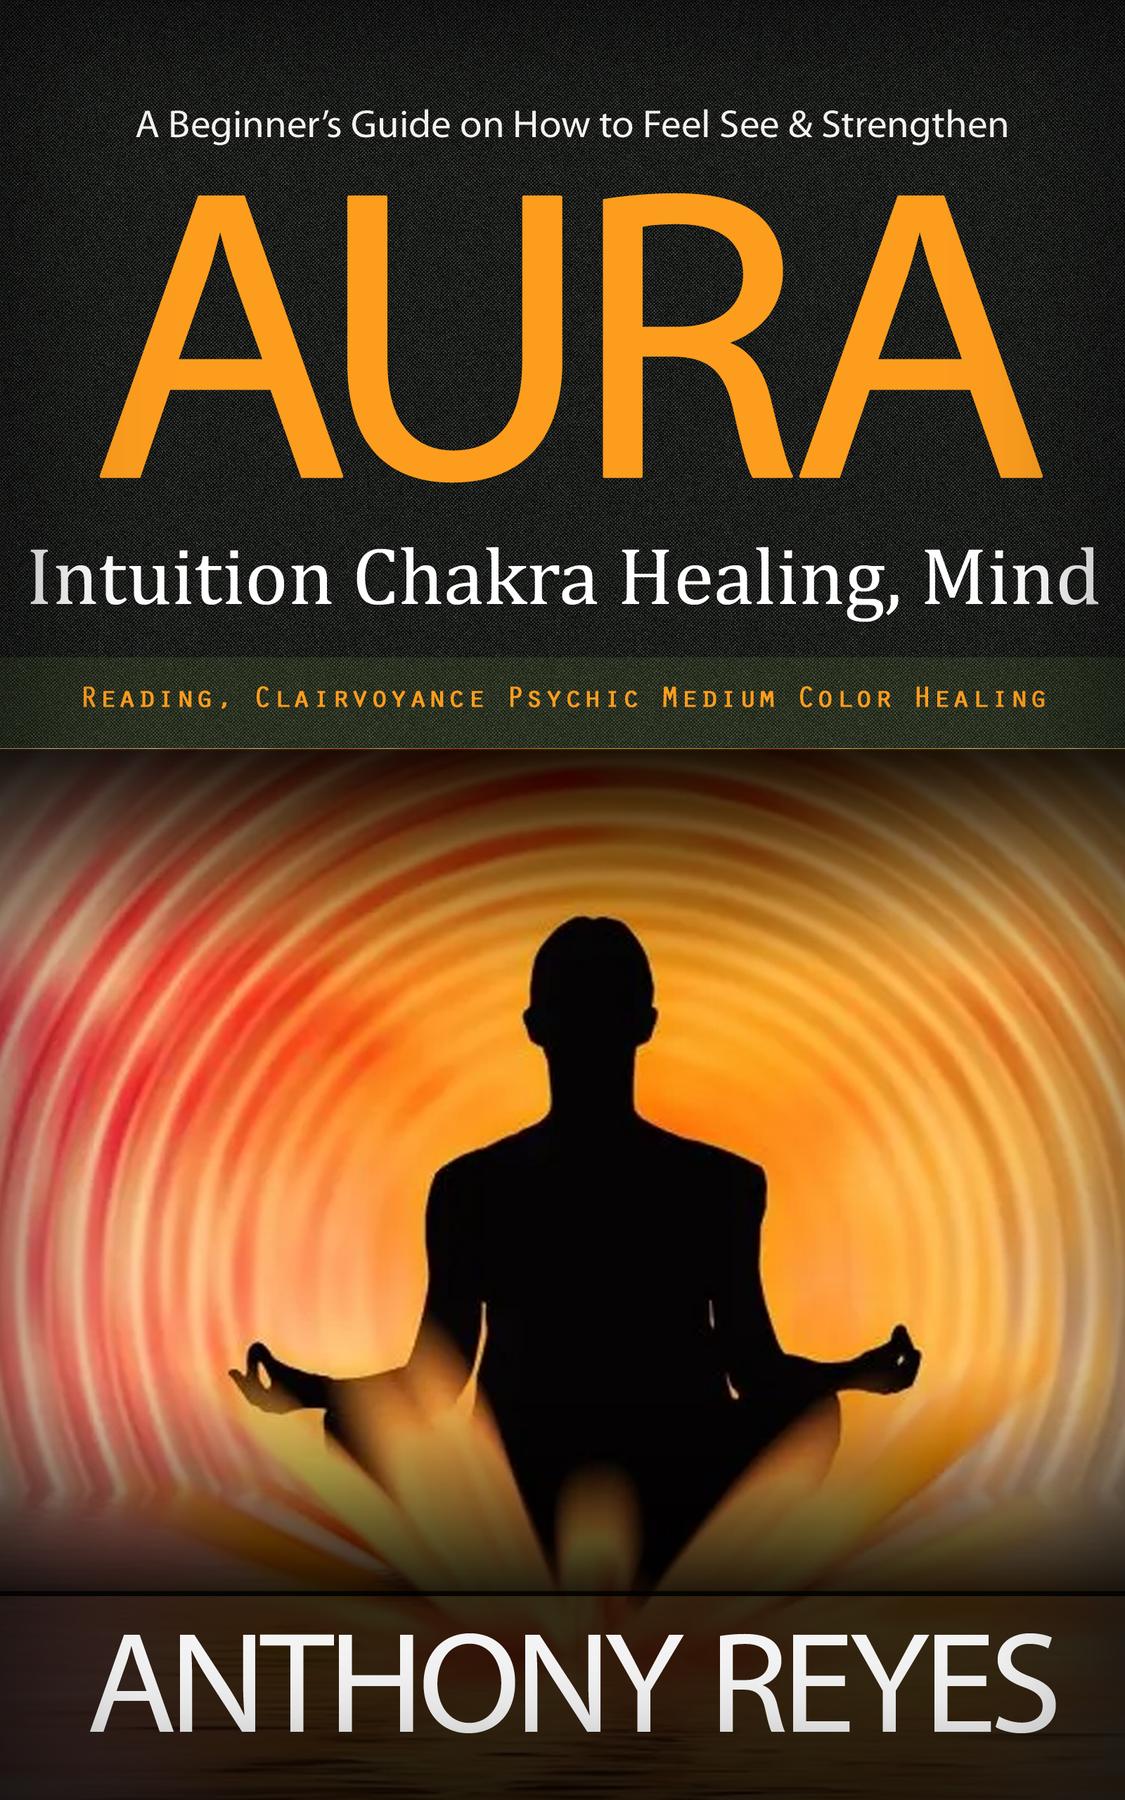 A Beginner’s Guide on How to Feel See & Strengthen
AURA
Intuition Chakra Healing, Mind
Reading, Clairvoyance Psychic Medium Color Healing
ANTHONY REYES